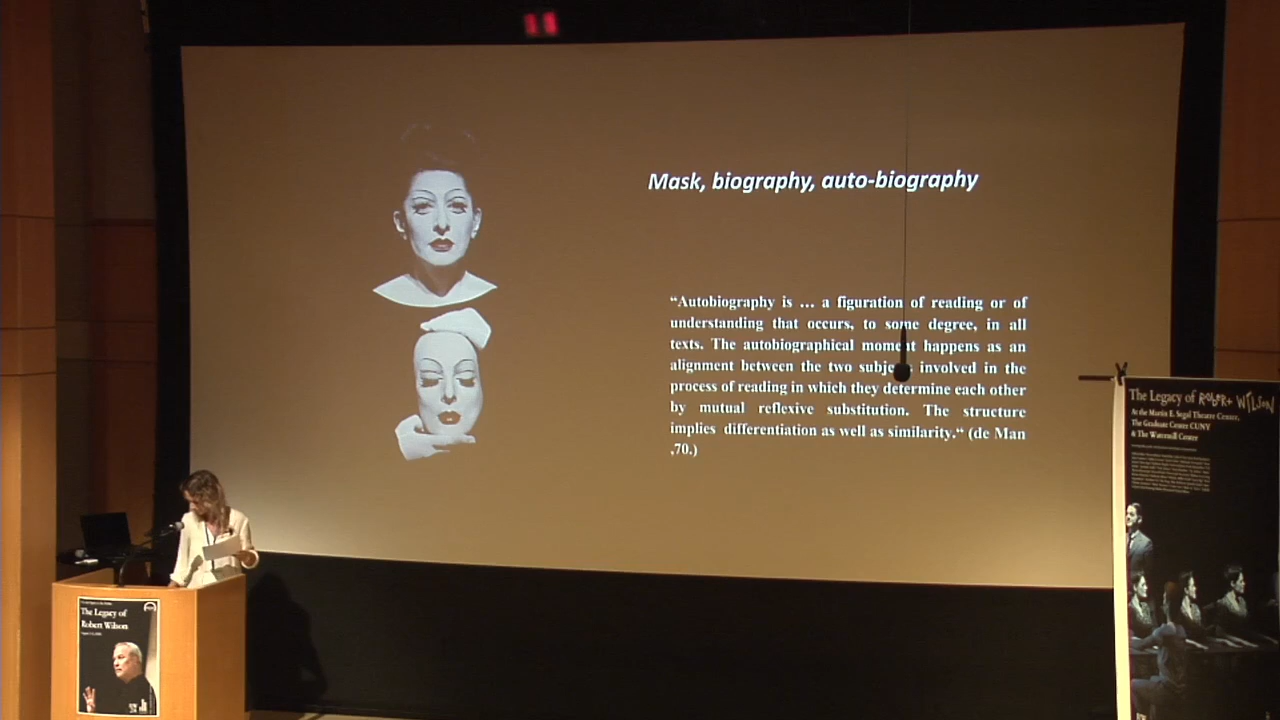 Mask, biography, auto-biography
“Autobiography is ... a figuration of reading or of
understanding that occurs, to some degree, in all
texts. The autobiographical moment happens as an
alignment between the two subje involved in the
process of reading in which they determine each other
by mutual reflexive substitution. The structure
implies differentiation as well as similarity.“ (de Man
,70.)
The Legacy of ROBERT WILSON
At the Martin E. Segal Theatre Center,
The Graduate Center CUNY
& The Watermill Center
The Legacy of
Robert Wilson